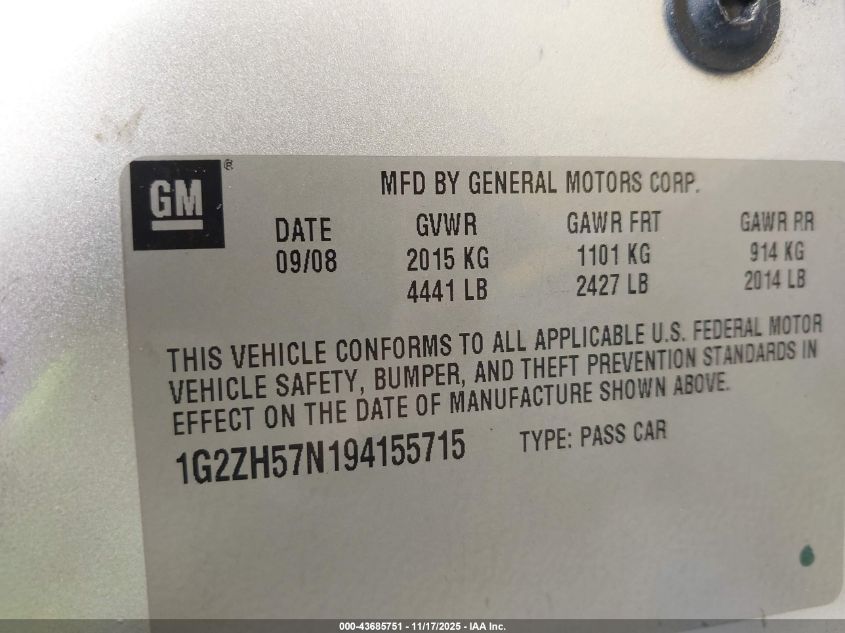 GM®
MFD BY GENERAL MOTORS CORP.
DATE GVWR GAWR FRT GAWR RR
09/08 2015 KG 1101 KG 914 KG
4441 LB 2427 LB 2014 LB
THIS VEHICLE CONFORMS TO ALL APPLICABLE U.S. FEDERAL MOTOR
VEHICLE SAFETY, BUMPER, AND THEFT PREVENTION STANDARDS IN
EFFECT ON THE DATE OF MANUFACTURE SHOWN ABOVE.
1G2ZH57N194155715 TYPE: PASS CAR
000-43685751 - 11/17/2025 - IAA Inc.